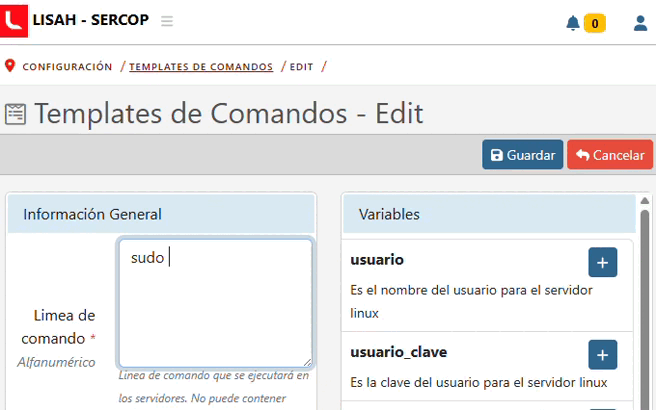 LISAH - SERCOP
0
CONFIGURACIÓN / TEMPLATES DE COMANDOS / EDIT /
Templates de Comandos - Edit
Guardar
Cancelar
Información General
sudo
Linea de
comando *
Alfanumérico
Línea de comando que se ejecutará en
los servidores. No puede contener
Variables
usuario
Es el nombre del usuario para el servidor
linux
usuario_clave
Es la clave del usuario para el servidor linux